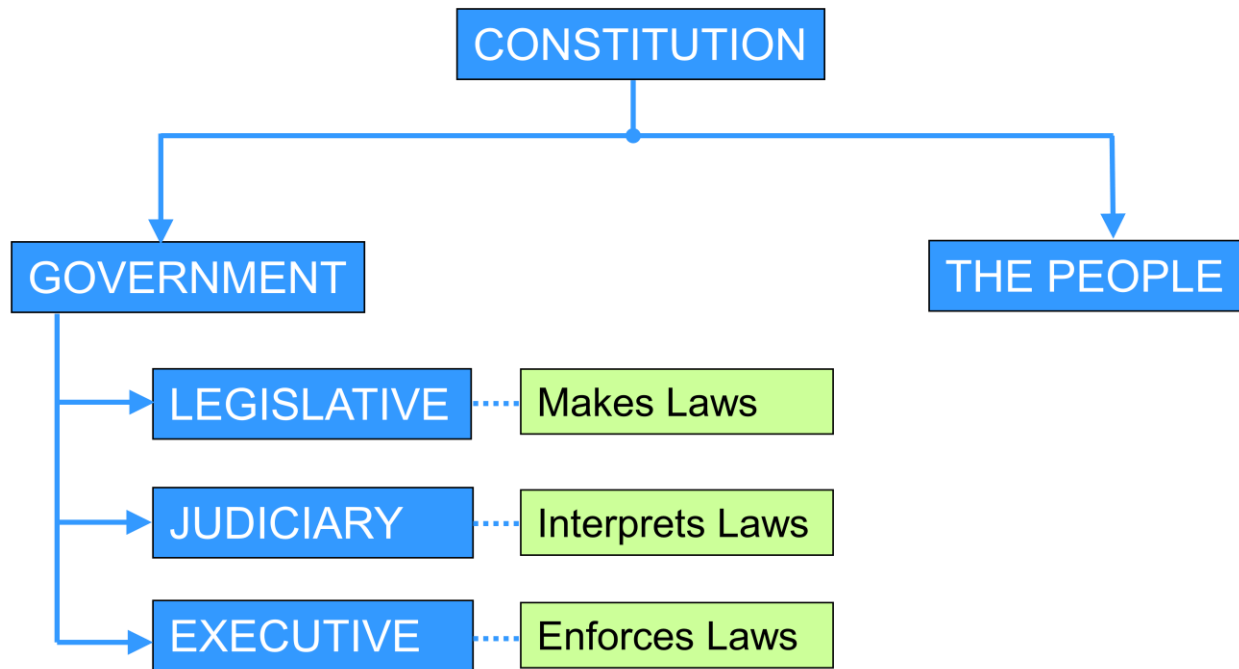 CONSTITUTION
GOVERNMENT
THE PEOPLE
LEGISLATIVE
Makes Laws
JUDICIARY
Interprets Laws
EXECUTIVE
Enforces Laws